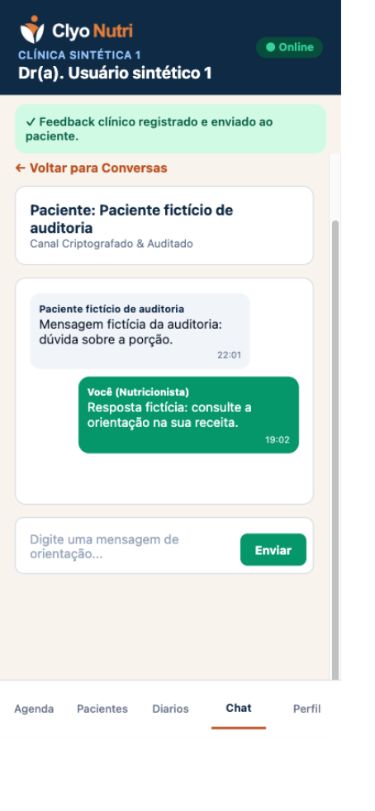 Clyo Nutri
CLÍNICA SINTÉTICA 1
Dr(a). Usuário sintético 1
Online
✓ Feedback clínico registrado e enviado ao
paciente.
← Voltar para Conversas
Paciente: Paciente fictício de
auditoria
Canal Criptografado & Auditado
Paciente fictício de auditoria
Mensagem fictícia da auditoria:
dúvida sobre a porção.
22:01
Você (Nutricionista)
Resposta fictícia: consulte a
orientação na sua receita.
19:02
Digite uma mensagem de
orientação...
Enviar
Agenda Pacientes Diarios Chat Perfil